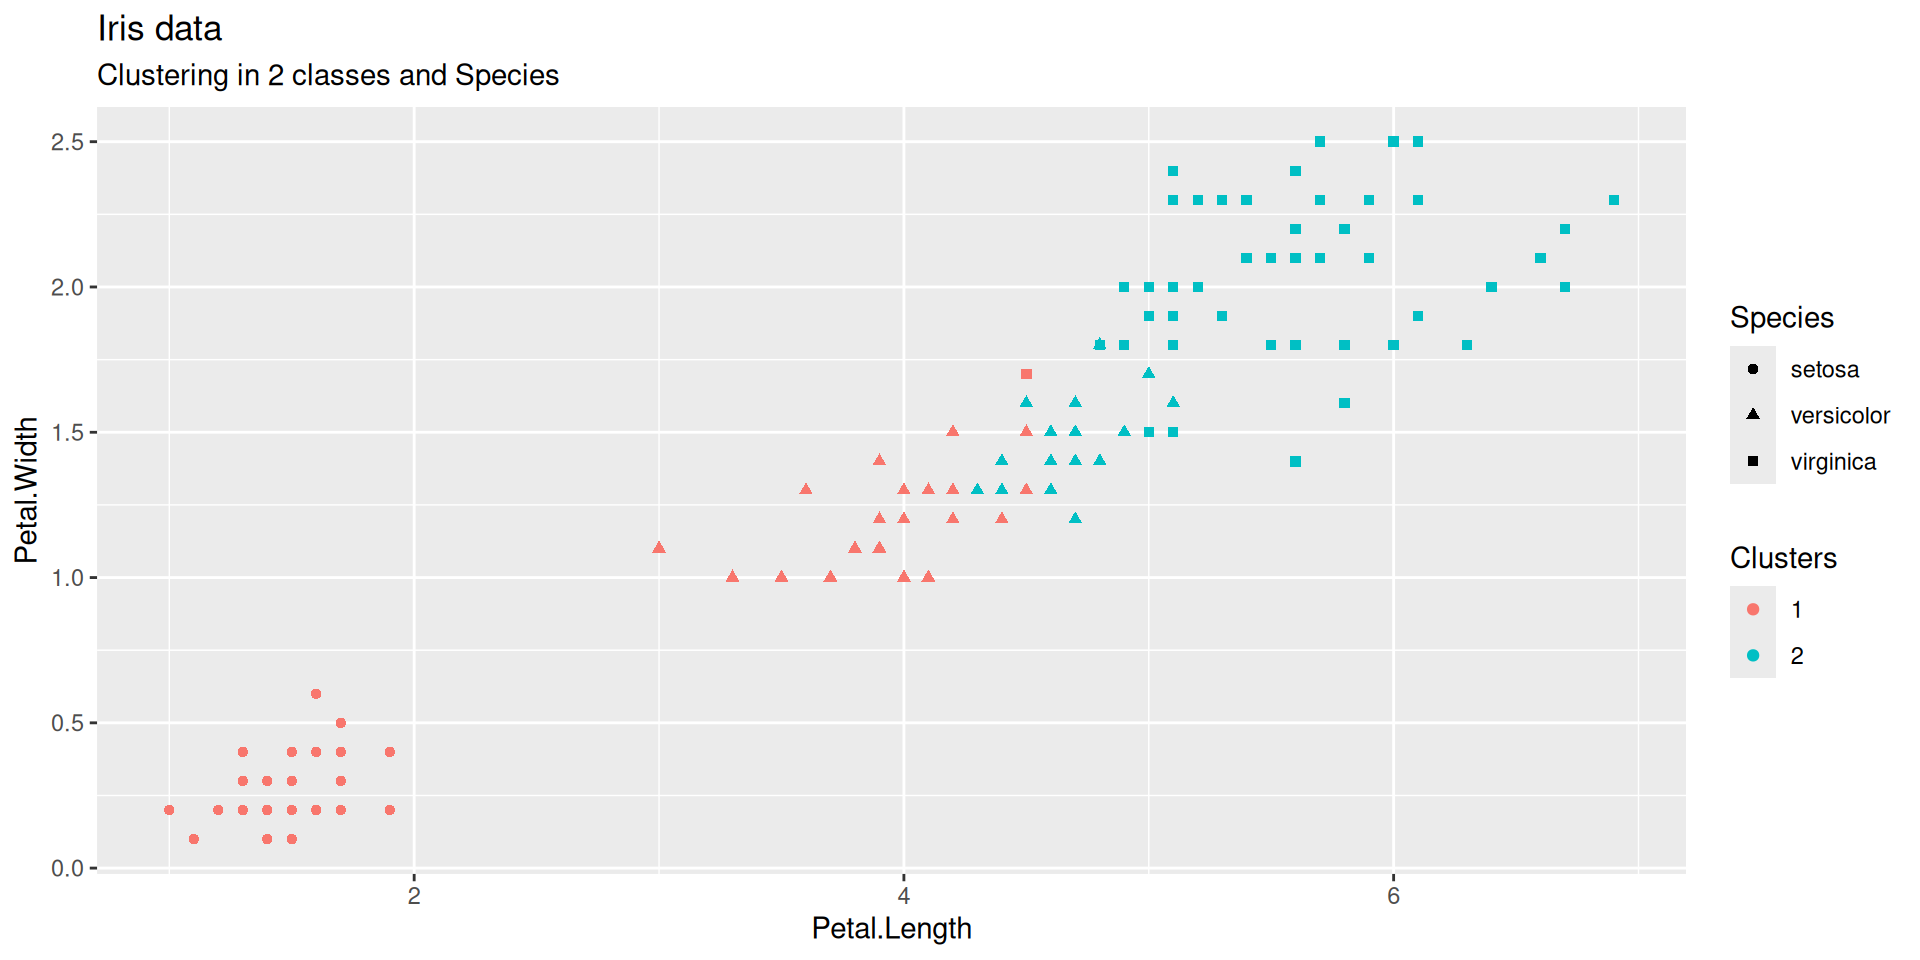 Iris data
Clustering in 2 classes and Species
2.5
2.0
1.5
1.0
0.5
0.0
Petal.Width
2
4
6
Petal.Length
Species
setosa
versicolor
virginica
Clusters
1
2